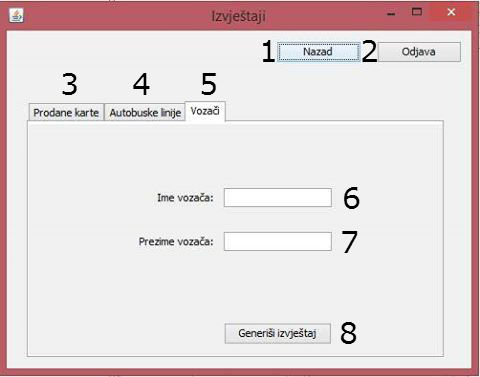 Izvještaji
1 Nazad 2 Odjava
3 4 5
Prodane karte Autobuske linije Vozači
Ime vozača: 6
Prezime vozača: 7
Generiši izvještaj 8